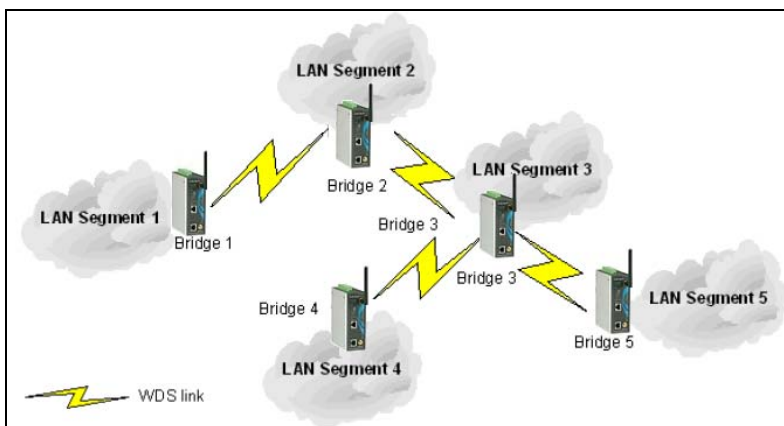 LAN Segment 2
LAN Segment 3
Bridge 2
LAN Segment 1
Bridge 3
Bridge 1
Bridge 3
Bridge 4
LAN Segment 5
Bridge 5
LAN Segment 4
WDS link